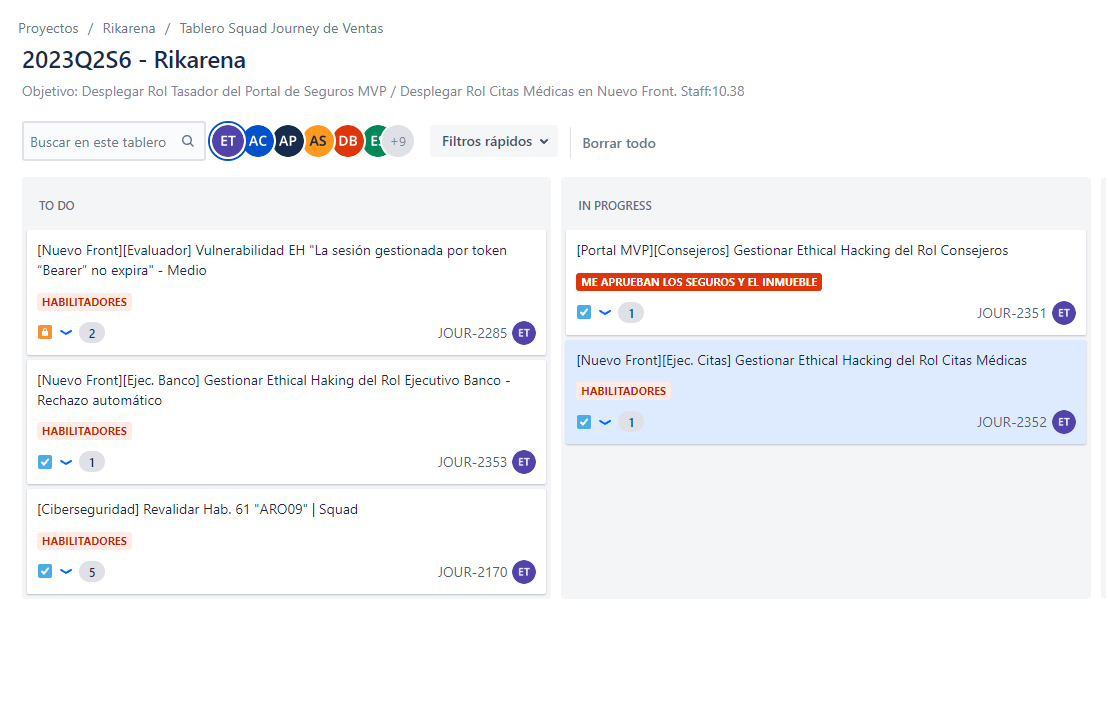 Proyectos / Rikarena / Tablero Squad Journey de Ventas
2023Q2S6 - Rikarena
Objetivo: Desplegar Rol Tasador del Portal de Seguros MVP / Desplegar Rol Citas Médicas en Nuevo Front. Staff:10.38
Buscar en este tablero ET AC AP AS DB +9 Filtros rápidos Borrar todo
TO DO
[Nuevo Front][Evaluador] Vulnerabilidad EH "La sesión gestionada por token
“Bearer” no expira" - Medio
HABILITADORES
2 JOUR-2285 ET
[Nuevo Front][Ejec. Banco] Gestionar Ethical Haking del Rol Ejecutivo Banco -
Rechazo automático
HABILITADORES
1 JOUR-2353 ET
[Ciberseguridad] Revalidar Hab. 61 "ARO09" | Squad
HABILITADORES
5 JOUR-2170 ET
IN PROGRESS
[Portal MVP][Consejeros] Gestionar Ethical Hacking del Rol Consejeros
ME APRUEBAN LOS SEGUROS Y EL INMUEBLE
1 JOUR-2351 ET
[Nuevo Front][Ejec. Citas] Gestionar Ethical Hacking del Rol Citas Médicas
HABILITADORES
1 JOUR-2352 ET